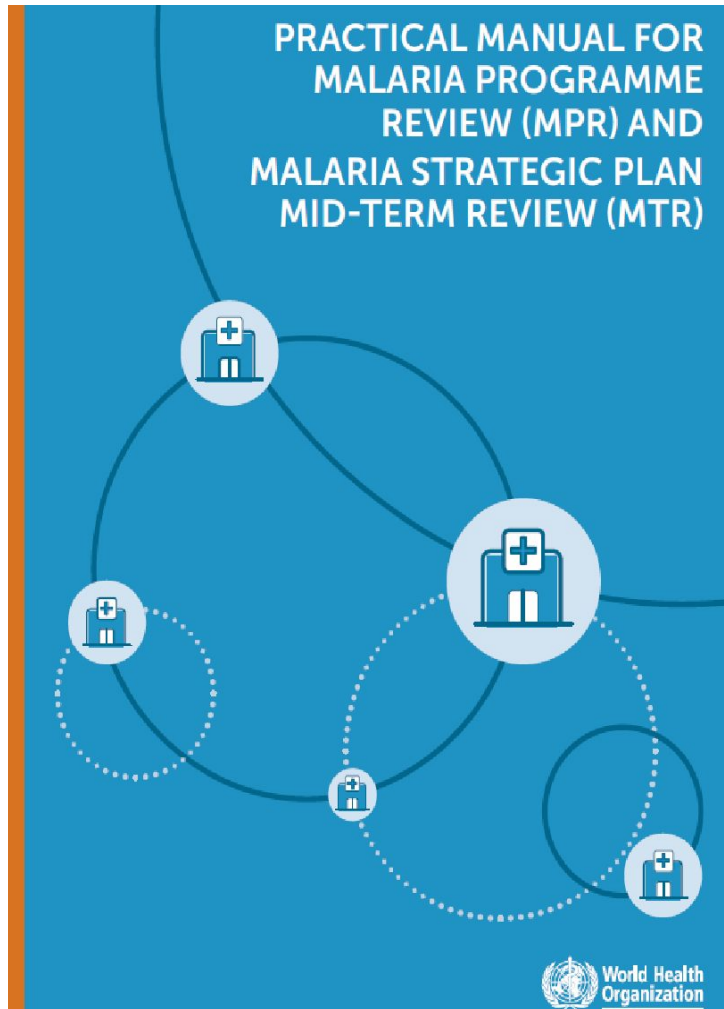 PRACTICAL MANUAL FOR
MALARIA PROGRAMME
REVIEW (MPR) AND
MALARIA STRATEGIC PLAN
MID-TERM REVIEW (MTR)
World Health
Organization